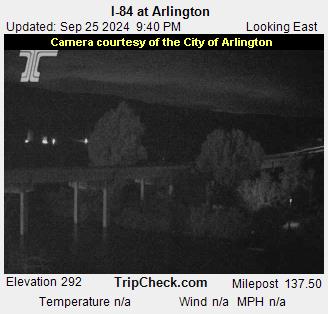 I-84 at Arlington
Updated: Sep 25 2024 9:40 PM Looking East
Camera courtesy of the City of Arlington
Elevation 292 TripCheck.com Milepost 137.50
Temperature n/a Wind n/a MPH n/a